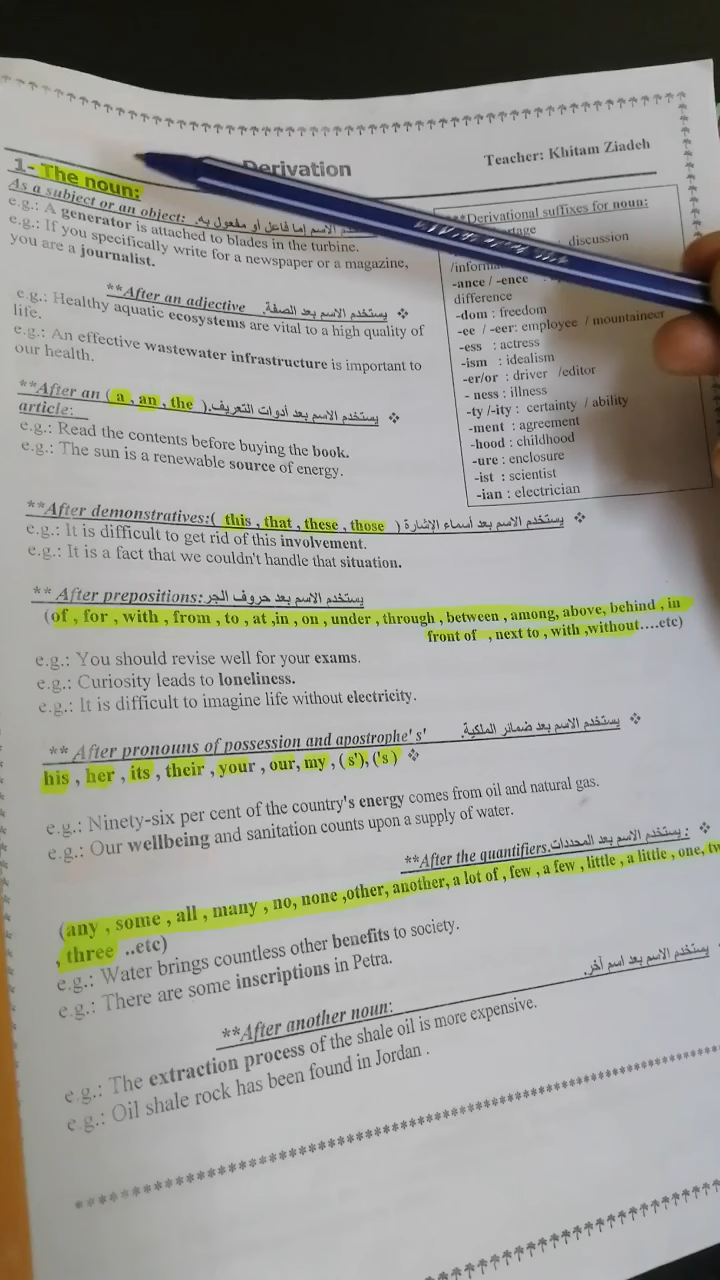 Derivation
Teacher: Khitam Ziadeh
1- The noun:
As a subject or an object: الاسم إما فاعل أو مفعول به.
e.g.: A generator is attached to blades in the turbine.
e.g.: If you specifically write for a newspaper or a magazine,
you are a journalist.
**After an adjective يستخدم الاسم بعد الصفة. ❖
e.g.: Healthy aquatic ecosystems are vital to a high quality of
life.
e.g.: An effective wastewater infrastructure is important to
our health.
**After an ( a , an , the ) يستخدم الاسم بعد أدوات التعريف. ❖
article:
e.g.: Read the contents before buying the book.
e.g.: The sun is a renewable source of energy.
*Derivational suffixes for noun:
discussion
-ance / -ence
difference
-dom : freedom
-ee / -eer: employee / mountaineer
-ess : actress
-ism : idealism
-er/or : driver /editor
- ness : illness
-ty /-ity : certainty / ability
-ment : agreement
-hood : childhood
-ure : enclosure
-ist : scientist
-ian : electrician
**After demonstratives:( this , that , these , those ) يستخدم الاسم بعد أسماء الإشارة ❖
e.g.: It is difficult to get rid of this involvement.
e.g.: It is a fact that we couldn't handle that situation.
** After prepositions: يستخدم الاسم بعد حروف الجر
(of , for , with , from , to , at ,in , on , under , through , between , among, above, behind , in
front of , next to , with ,without….etc)
e.g.: You should revise well for your exams.
e.g.: Curiosity leads to loneliness.
e.g.: It is difficult to imagine life without electricity.
** After pronouns of possession and apostrophe' s' يستخدم الاسم بعد ضمائر الملكية. ❖
his , her , its , their , your , our, my , ( s'), ('s) ❖
e.g.: Ninety-six per cent of the country's energy comes from oil and natural gas.
e.g.: Our wellbeing and sanitation counts upon a supply of water.
**After the quantifiers. يستخدم الاسم بعد المحددات: ❖
(any , some , all , many , no, none ,other, another, a lot of , few , a few , little , a little , one,
, three ..etc)
e.g.: Water brings countless other benefits to society.
e.g.: There are some inscriptions in Petra.
**After another noun: يستخدم الاسم بعد اسم آخر.
e.g.: The extraction process of the shale oil is more expensive.
e.g.: Oil shale rock has been found in Jordan .